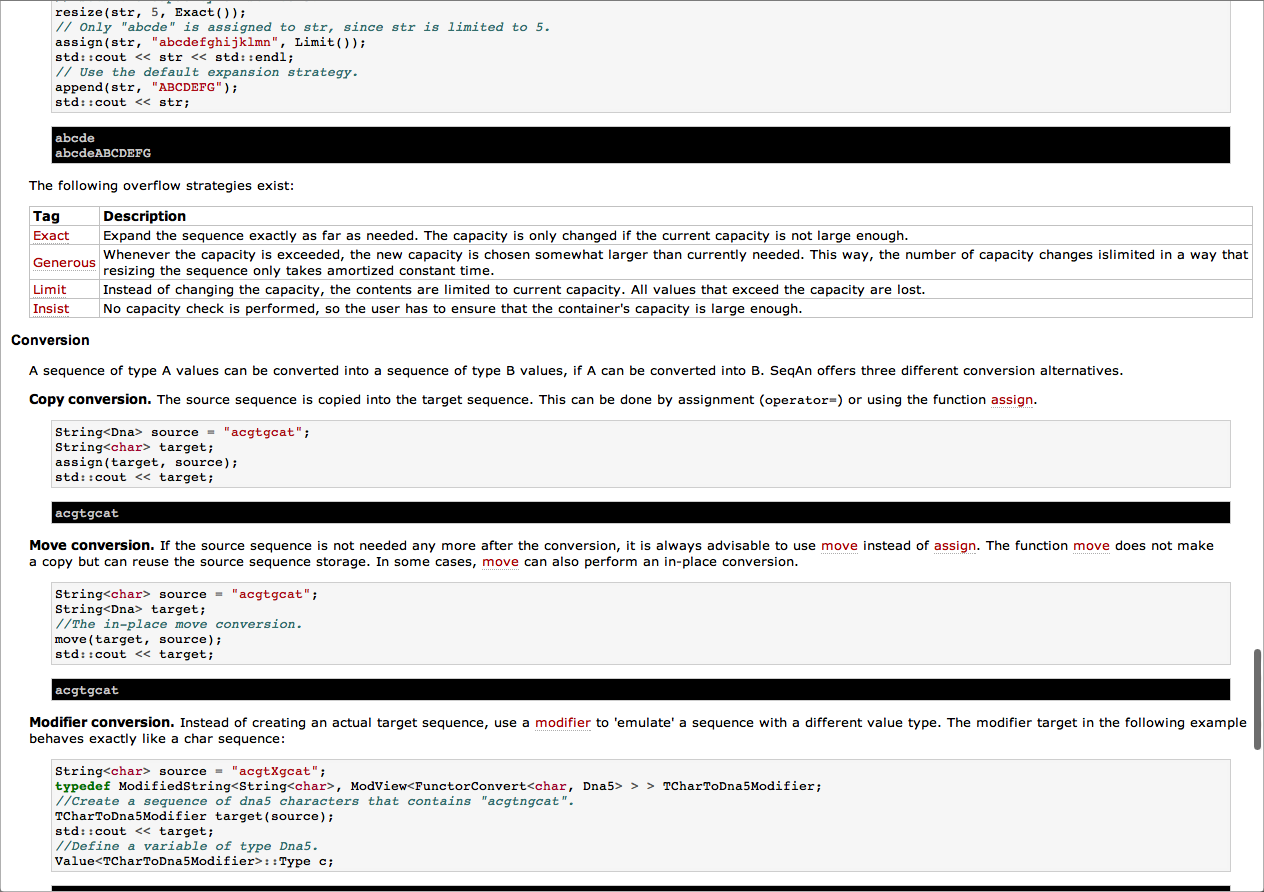 resize(str, 5, Exact());
// Only "abcde" is assigned to str, since str is limited to 5.
assign(str, "abcdefghijklmn", Limit());
std::cout << str << std::endl;
// Use the default expansion strategy.
append(str, "ABCDEFG");
std::cout << str;
abcde
abcdeABCDEFG
The following overflow strategies exist:
Tag Description
Exact Expand the sequence exactly as far as needed. The capacity is only changed if the current capacity is not large enough.
Generous Whenever the capacity is exceeded, the new capacity is chosen somewhat larger than currently needed. This way, the number of capacity changes islimited in a way that
resizing the sequence only takes amortized constant time.
Limit Instead of changing the capacity, the contents are limited to current capacity. All values that exceed the capacity are lost.
Insist No capacity check is performed, so the user has to ensure that the container's capacity is large enough.
Conversion
A sequence of type A values can be converted into a sequence of type B values, if A can be converted into B. SeqAn offers three different conversion alternatives.
Copy conversion. The source sequence is copied into the target sequence. This can be done by assignment (operator=) or using the function assign.
String<Dna> source = "acgtgcat";
String<char> target;
assign(target, source);
std::cout << target;
acgtgcat
Move conversion. If the source sequence is not needed any more after the conversion, it is always advisable to use move instead of assign. The function move does not make
a copy but can reuse the source sequence storage. In some cases, move can also perform an in-place conversion.
String<char> source = "acgtgcat";
String<Dna> target;
//The in-place move conversion.
move(target, source);
std::cout << target;
acgtgcat
Modifier conversion. Instead of creating an actual target sequence, use a modifier to 'emulate' a sequence with a different value type. The modifier target in the following example
behaves exactly like a char sequence:
String<char> source = "acgtXgcat";
typedef ModifiedString<String<char>, ModView<FunctorConvert<char, Dna5> > > TCharToDna5Modifier;
//Create a sequence of dna5 characters that contains "acgtngcat".
TCharToDna5Modifier target(source);
std::cout << target;
//Define a variable of type Dna5.
Value<TCharToDna5Modifier>::Type c;